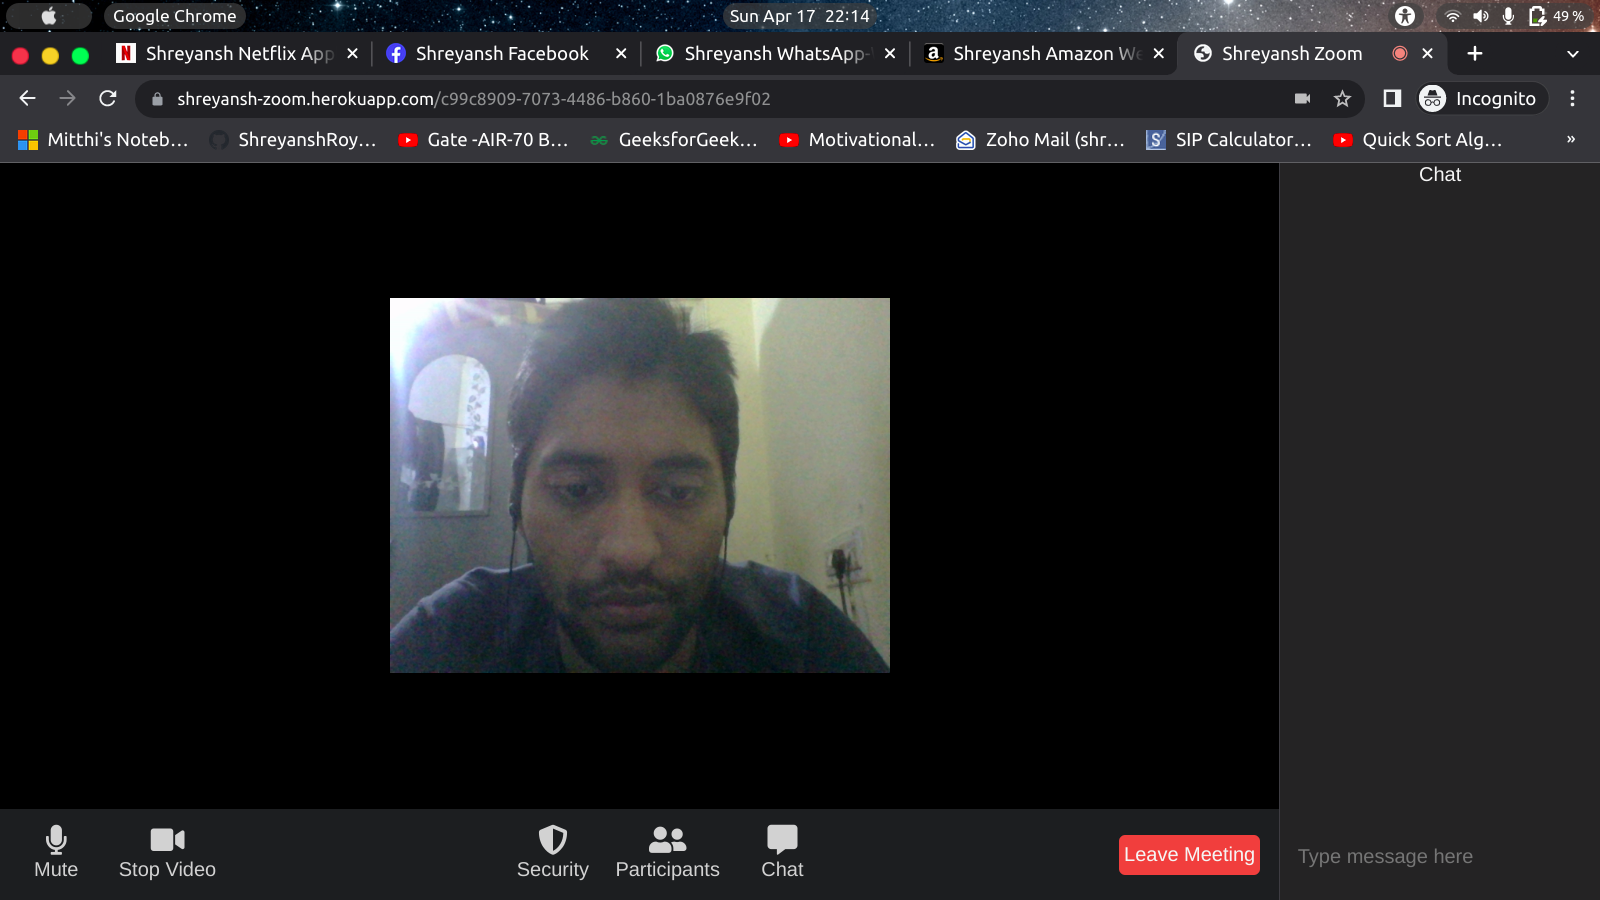 Google Chrome
Sun Apr 17 22:14
49 %
Shreyansh Netflix App
Shreyansh Facebook
Shreyansh WhatsApp-
Shreyansh Amazon We
Shreyansh Zoom
shreyansh-zoom.herokuapp.com/c99c8909-7073-4486-b860-1ba0876e9f02
Incognito
Mitthi's Noteb...
ShreyanshRoy...
Gate -AIR-70 B...
GeeksforGeek...
Motivational...
Zoho Mail (shr...
SIP Calculator...
Quick Sort Alg...
»
Chat
Mute
Stop Video
Security
Participants
Chat
Leave Meeting
Type message here